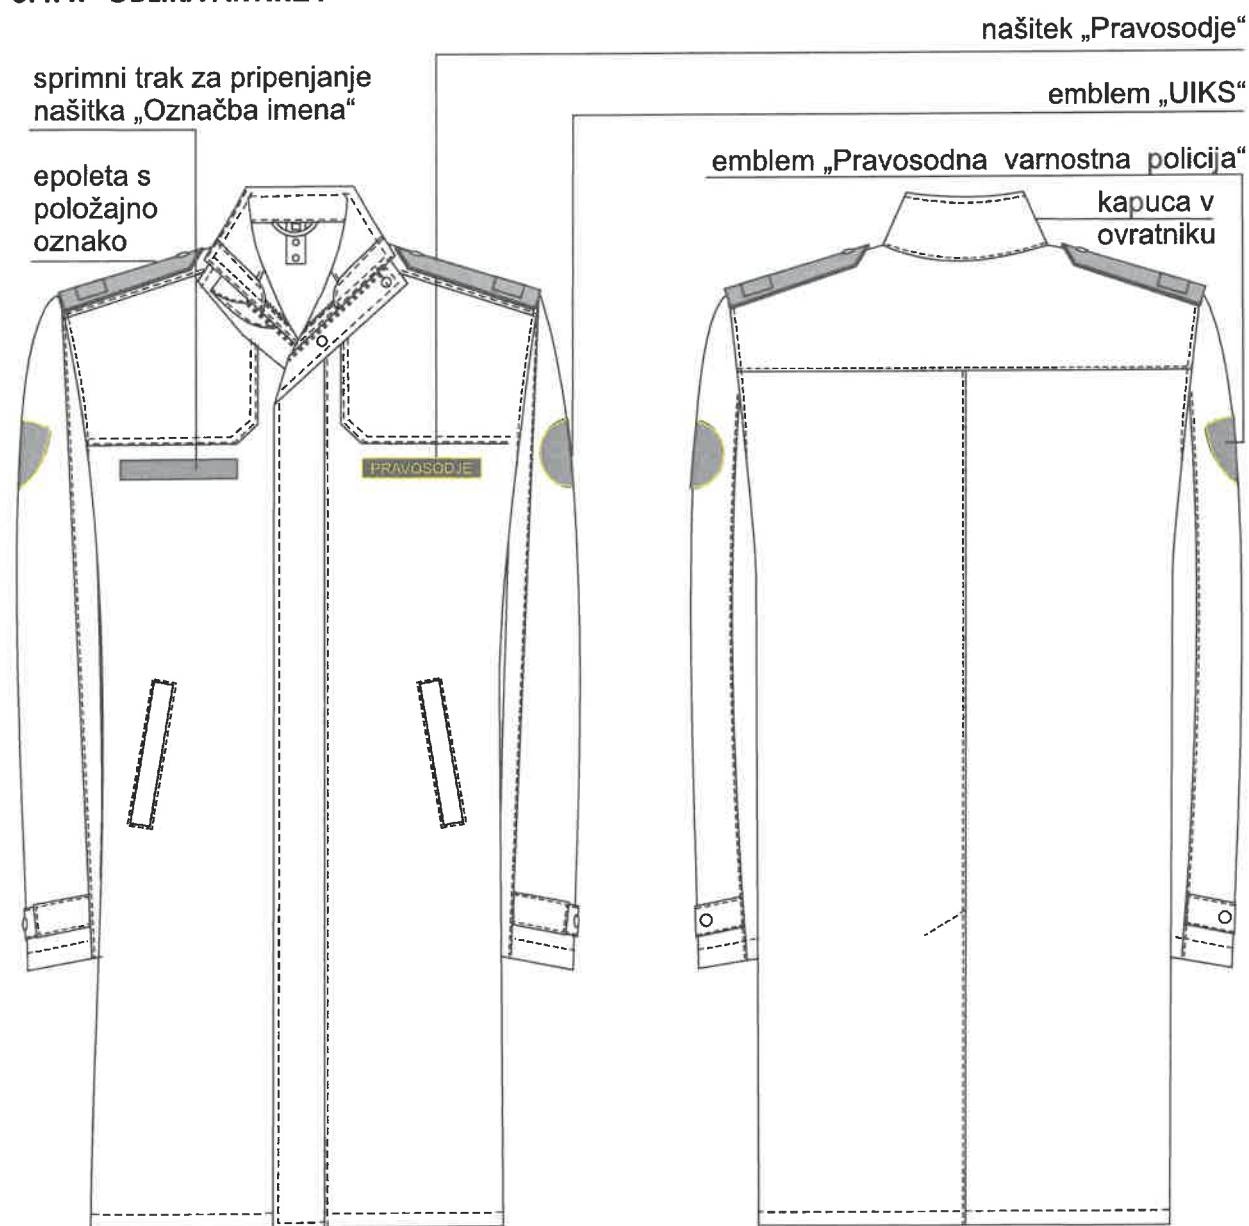 našitek „Pravosodje“
sprimni trak za pripenjanje
našitka „Označba imena“
emblem „UIKS“
emblem „Pravosodna varnostna policija“
epoleta s
položajno
oznako
kapuca v
ovratniku
PRAVOSODJE